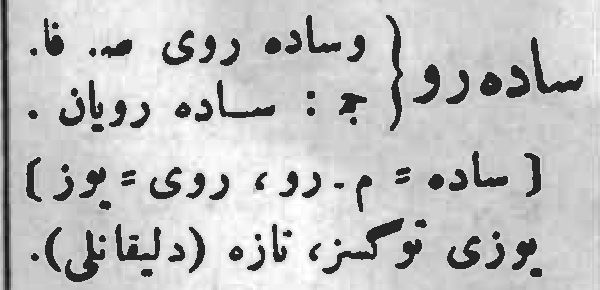 ساده رو { وساده روی ص. فا.
ج : ساده رویان .
[ ساده = م . رو ، روی = یوز ]
یوزی توکسز، تازه (دلیقانلی).